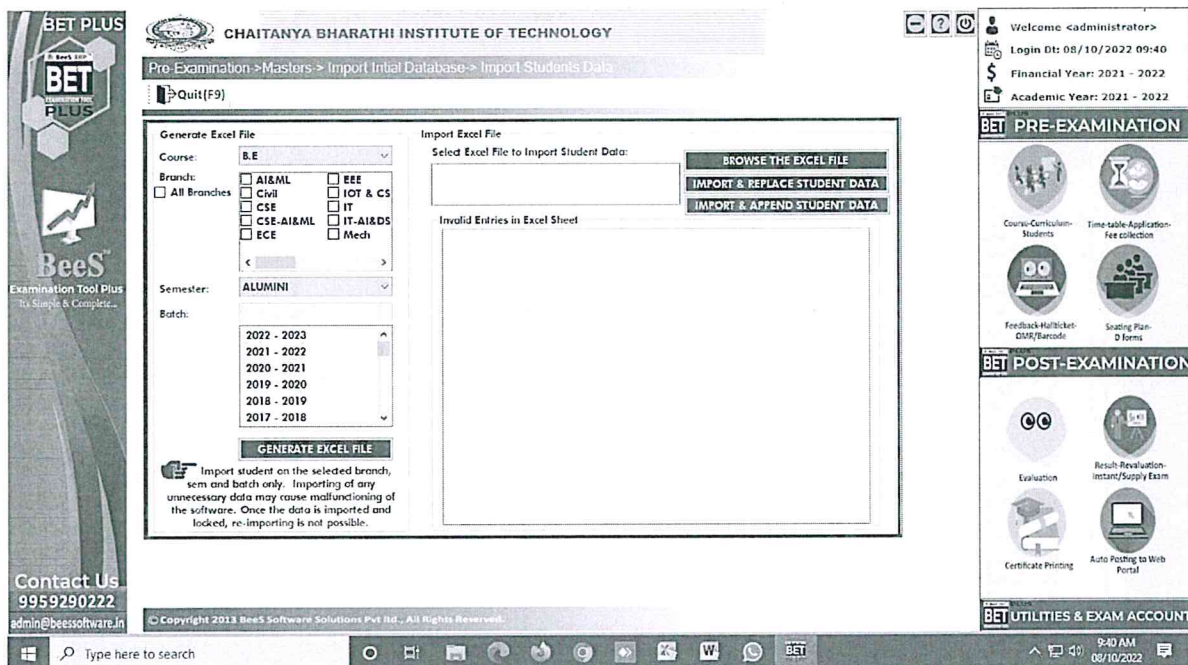 BET PLUS
BeeS ERP
BET
EXAMINATION TOOL
PLUS
BeeS
Examination Tool Plus
Its Simple & Complete...
Contact Us
9959290222
admin@beessoftware.in
CHAITANYA BHARATHI INSTITUTE OF TECHNOLOGY
Pre-Examination->Masters-> Import Intial Database-> Import Students Data
Quit(F9)
Generate Excel File
Course: B.E
Branch:
All Branches
AI&ML EEE
Civil IOT & CS
CSE IT
CSE-AI&ML IT-AI&DS
ECE Mech
Semester: ALUMINI
Batch:
2022 - 2023
2021 - 2022
2020 - 2021
2019 - 2020
2018 - 2019
2017 - 2018
GENERATE EXCEL FILE
Import student on the selected branch,
sem and batch only. Importing of any
unnecessary data may cause malfunctioning of
the software. Once the data is imported and
locked, re-importing is not possible.
Import Excel File
Select Excel File to Import Student Data:
BROWSE THE EXCEL FILE
IMPORT & REPLACE STUDENT DATA
IMPORT & APPEND STUDENT DATA
Invalid Entries in Excel Sheet
© Copyright 2013 BeeS Software Solutions Pvt ltd., All Rights Reserved.
Welcome <administrator>
Login Dt: 08/10/2022 09:40
Financial Year: 2021 - 2022
Academic Year: 2021 - 2022
BET PRE-EXAMINATION
Course-Curriculum-
Students
Time-table-Application-
Fee collection
Feedback-Hallticket-
OMR/Barcode
Seating Plan-
D forms
BET POST-EXAMINATION
Evaluation
Result-Revaluation-
Instant/Supply Exam
Certificate Printing
Auto Posting to Web
Portal
BET UTILITIES & EXAM ACCOUNT
Type here to search
BET
9:40 AM
08/10/2022